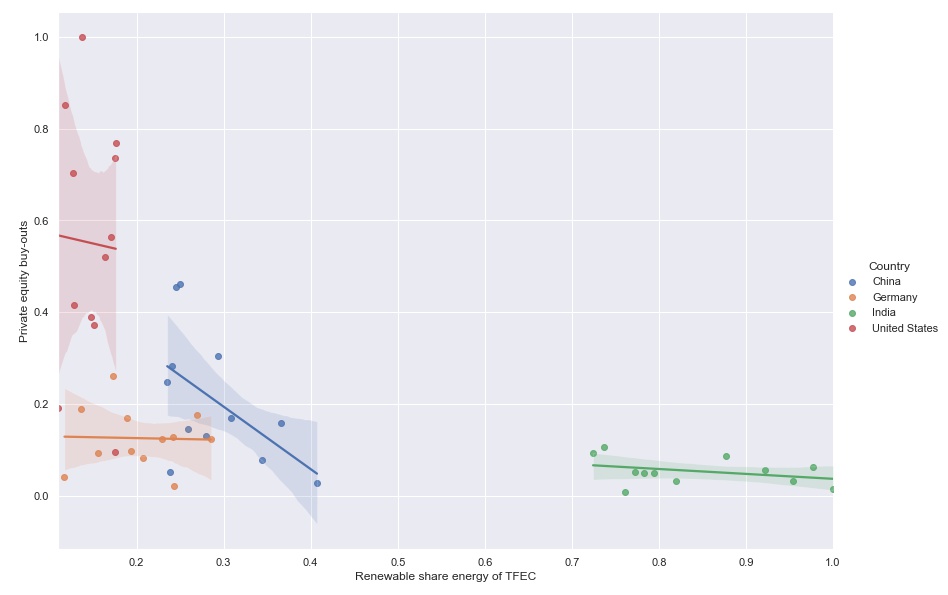 1.0
0.8
0.6
0.4
0.2
0.0
Private equity buy-outs
0.2 0.3 0.4 0.5 0.6 0.7 0.8 0.9 1.0
Renewable share energy of TFEC
Country
China
Germany
India
United States